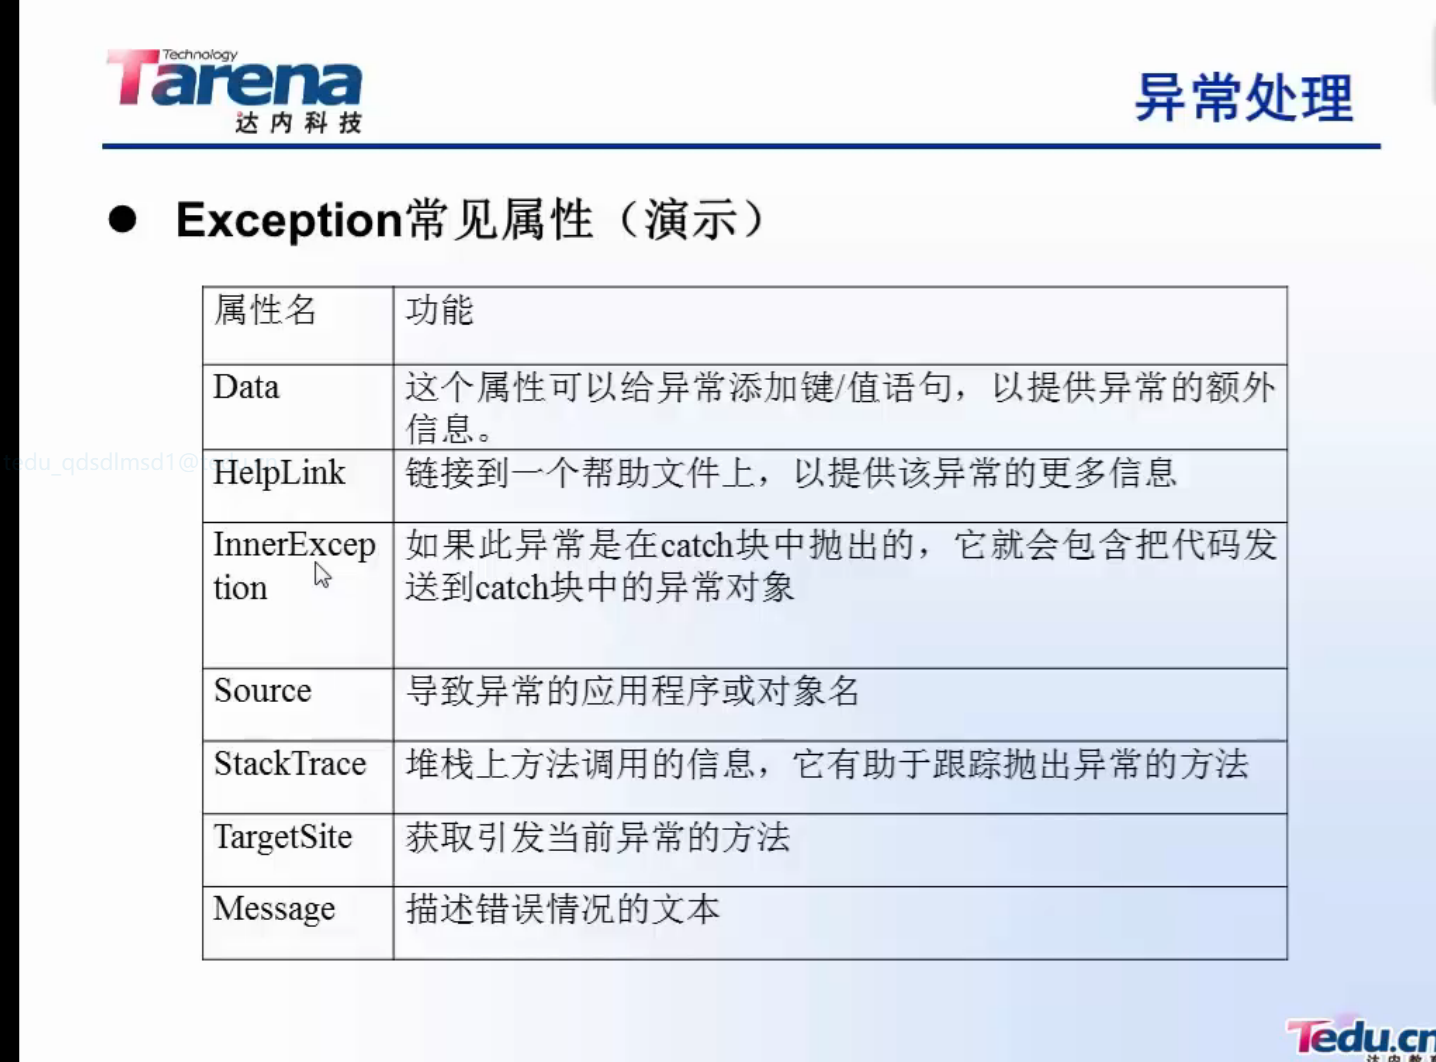 Technology
Tarena
达内科技
异常处理
● Exception常见属性（演示）
属性名 功能
Data 这个属性可以给异常添加键/值语句，以提供异常的额外
信息。
HelpLink 链接到一个帮助文件上，以提供该异常的更多信息
InnerExcep 如果此异常是在catch块中抛出的，它就会包含把代码发
tion 送到catch块中的异常对象
Source 导致异常的应用程序或对象名
StackTrace 堆栈上方法调用的信息，它有助于跟踪抛出异常的方法
TargetSite 获取引发当前异常的方法
Message 描述错误情况的文本
tedu_qdsdlmsd1@tedu.cn
Tedu.cn